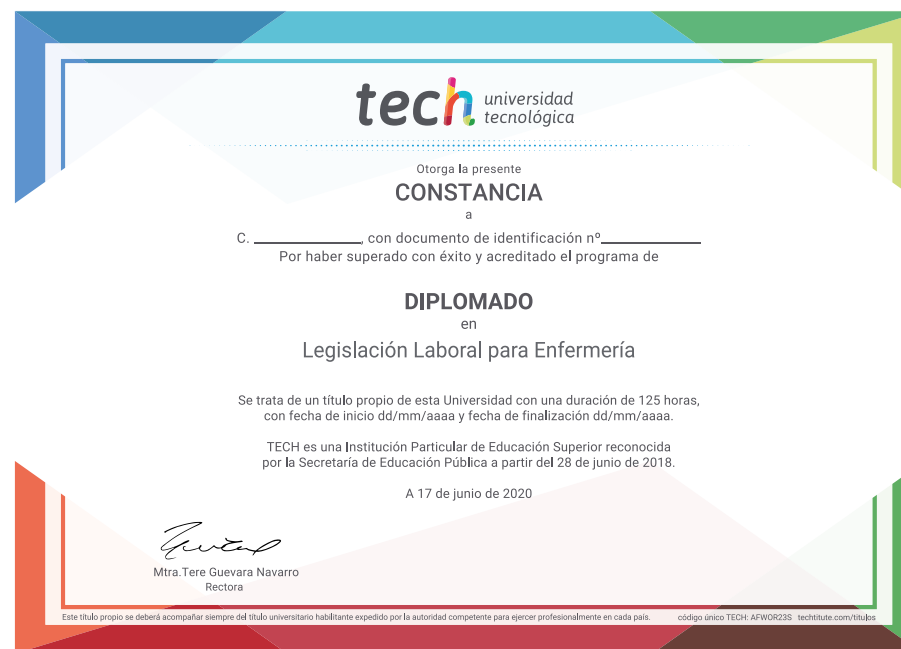 tech universidad
tecnológica
Otorga la presente
CONSTANCIA
a
C. ______________, con documento de identificación nº______________
Por haber superado con éxito y acreditado el programa de
DIPLOMADO
en
Legislación Laboral para Enfermería
Se trata de un título propio de esta Universidad con una duración de 125 horas,
con fecha de inicio dd/mm/aaaa y fecha de finalización dd/mm/aaaa.
TECH es una Institución Particular de Educación Superior reconocida
por la Secretaría de Educación Pública a partir del 28 de junio de 2018.
A 17 de junio de 2020
Mtra.Tere Guevara Navarro
Rectora
Este título propio se deberá acompañar siempre del título universitario habilitante expedido por la autoridad competente para ejercer profesionalmente en cada país. código único TECH: AFWOR23S techtitute.com/titulos